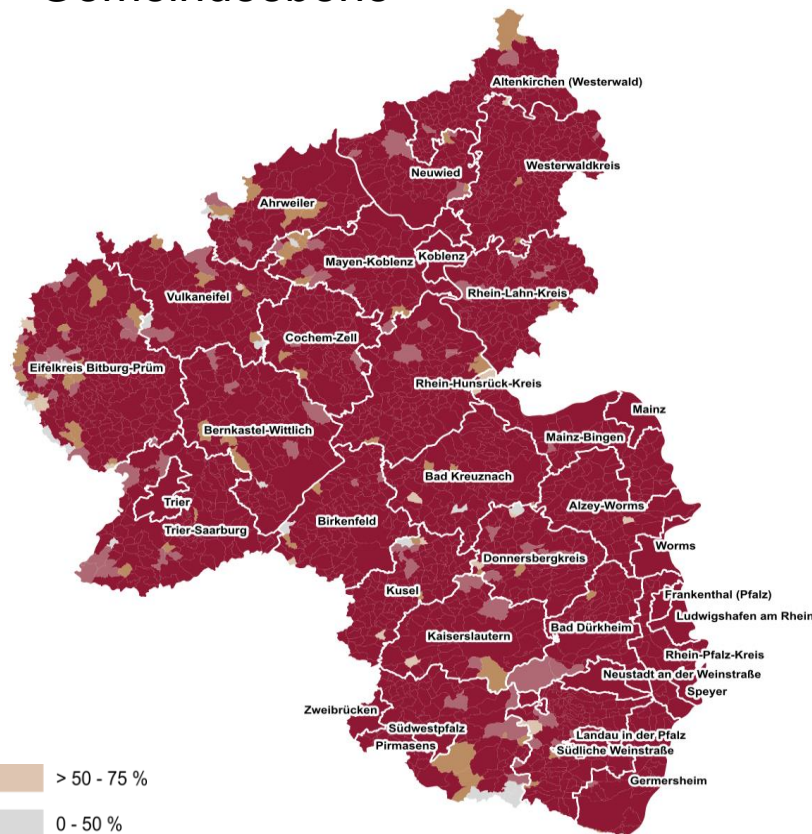 Gemeindeebene
Altenkirchen (Westerwald)
Westerwaldkreis
Neuwied
Ahrweiler
Koblenz
Mayen-Koblenz
Rhein-Lahn-Kreis
Vulkaneifel
Cochem-Zell
Eifelkreis Bitburg-Prüm
Rhein-Hunsrück-Kreis
Mainz
Bernkastel-Wittlich
Mainz-Bingen
Bad Kreuznach
Trier
Alzey-Worms
Birkenfeld
Trier-Saarburg
Worms
Donnersbergkreis
Kusel
Frankenthal (Pfalz)
Ludwigshafen am Rhein
Bad Dürkheim
Kaiserslautern
Rhein-Pfalz-Kreis
Neustadt an der Weinstraße
Speyer
Zweibrücken
Südwestpfalz
Landau in der Pfalz
Pirmasens
Südliche Weinstraße
Germersheim
> 50 - 75 %
0 - 50 %